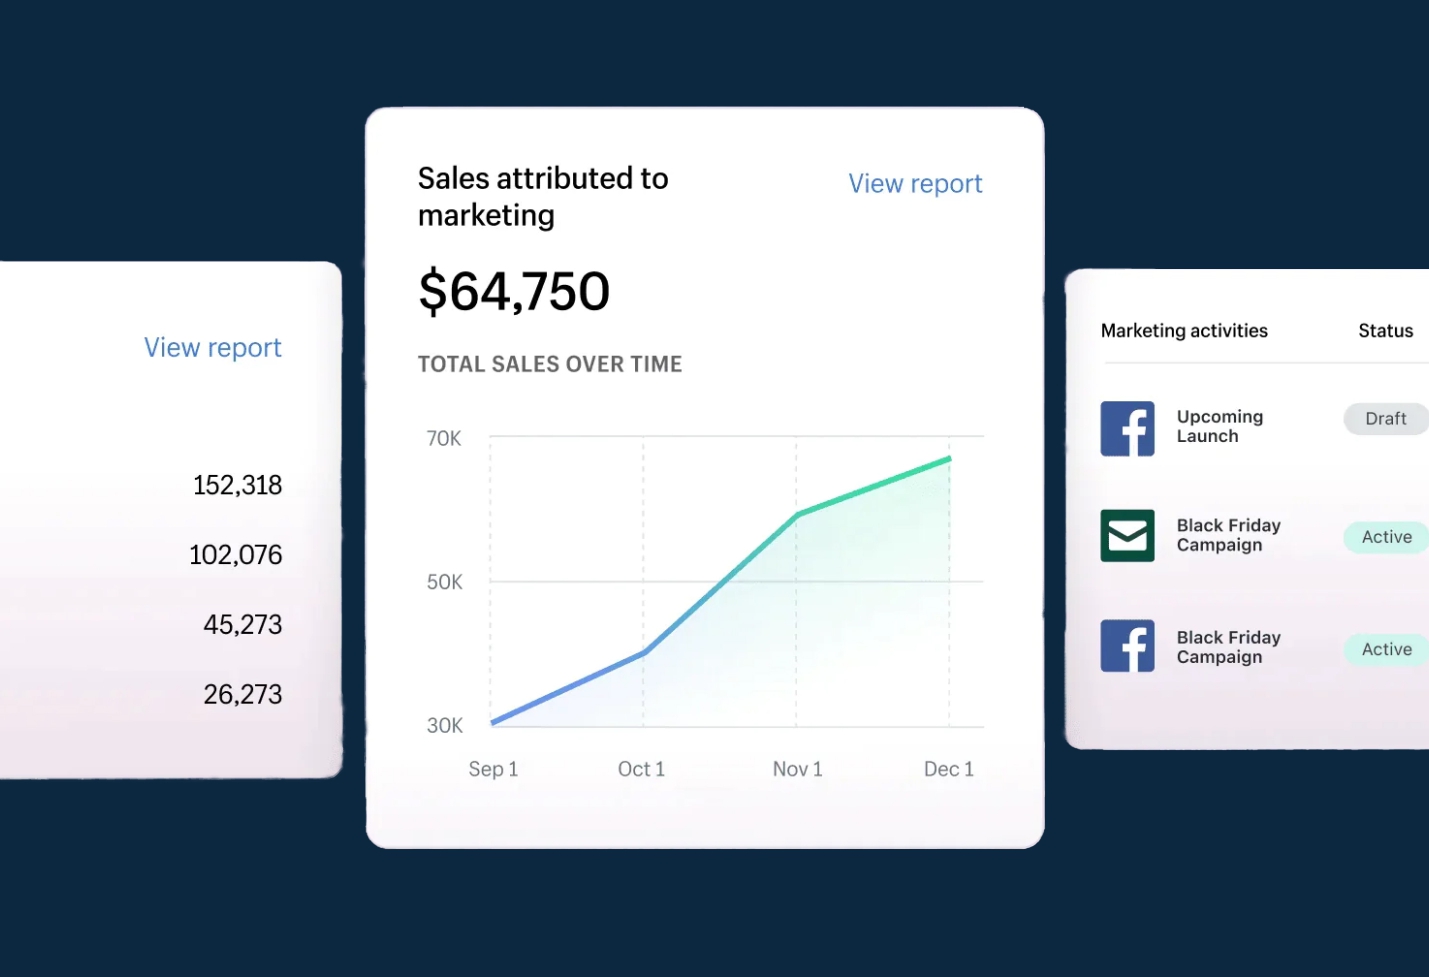 View report
152,318
102,076
45,273
26,273
Sales attributed to
marketing
View report
$64,750
TOTAL SALES OVER TIME
70K
50K
30K
Sep 1
Oct 1
Nov 1
Dec 1
Marketing activities
Status
Upcoming
Launch
Draft
Black Friday
Campaign
Active
Black Friday
Campaign
Active